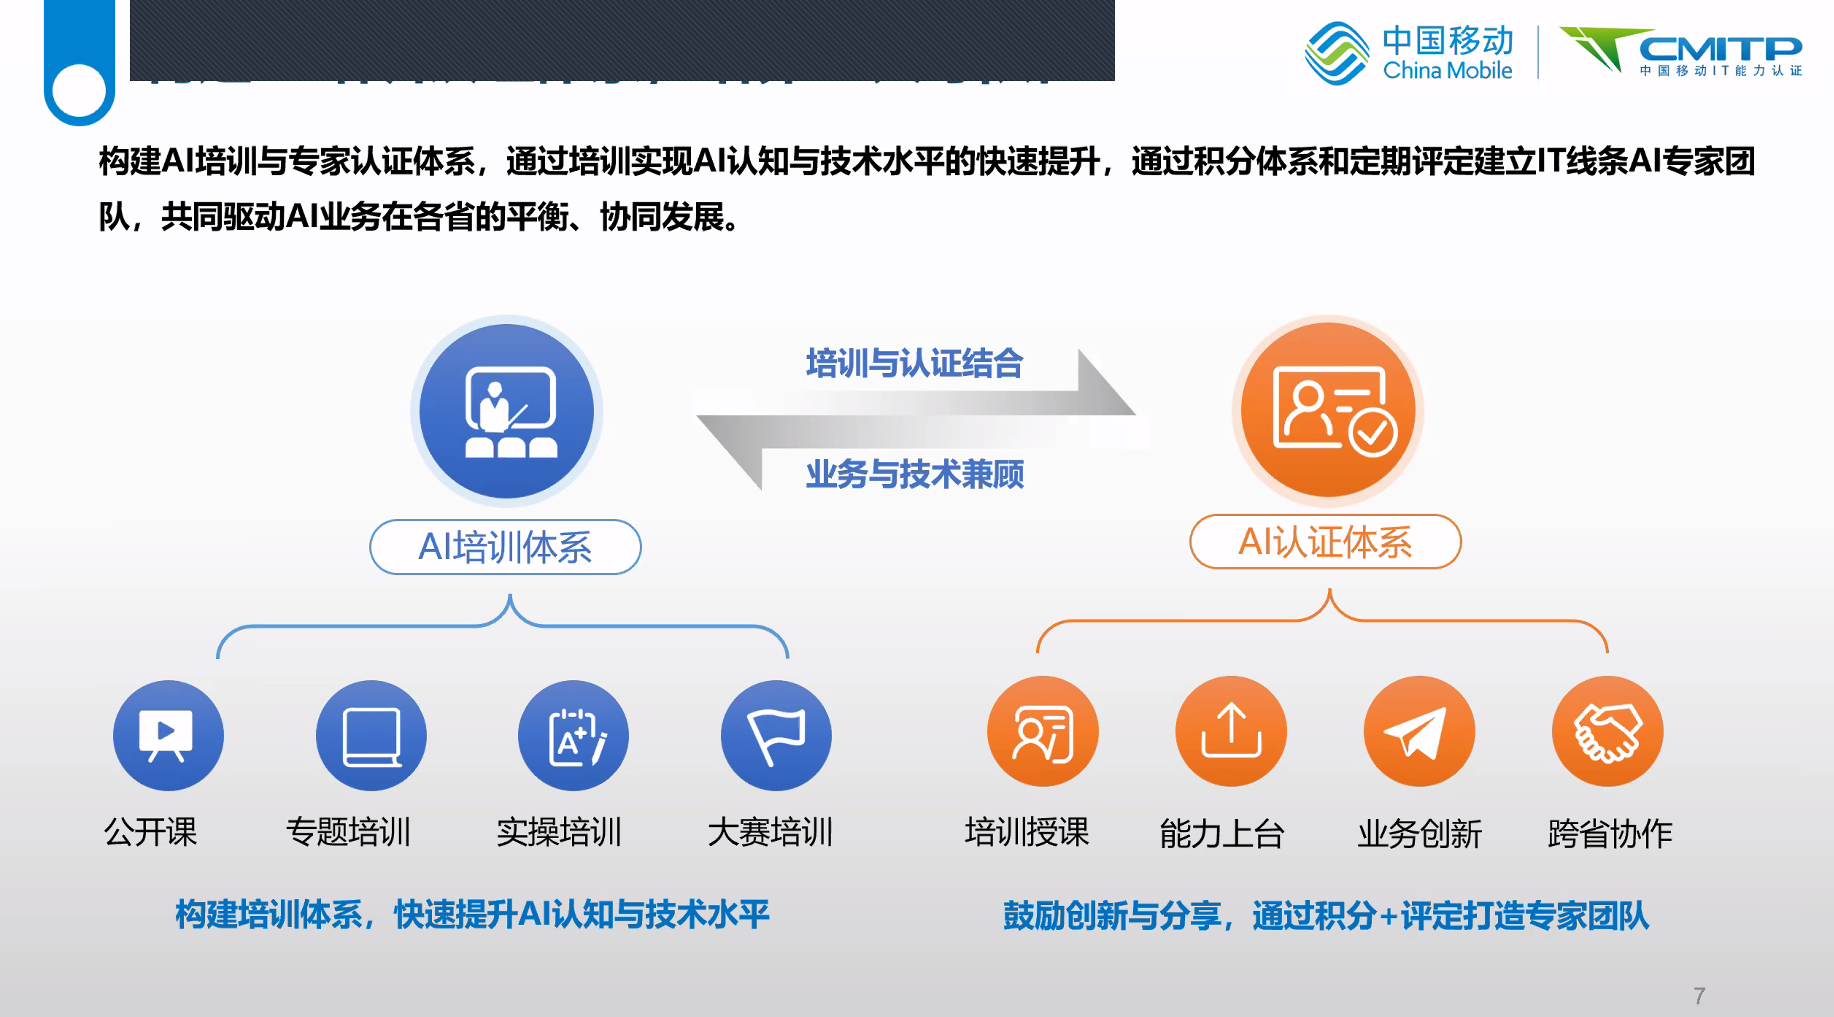 中国移动
China Mobile
CMITP
中国移动IT能力认证
构建AI培训与专家认证体系，通过培训实现AI认知与技术水平的快速提升，通过积分体系和定期评定建立IT线条AI专家团
队，共同驱动AI业务在各省的平衡、协同发展。
培训与认证结合
业务与技术兼顾
AI培训体系
AI认证体系
A+
公开课
专题培训
实操培训
大赛培训
培训授课
能力上台
业务创新
跨省协作
构建培训体系，快速提升AI认知与技术水平
鼓励创新与分享，通过积分+评定打造专家团队
7